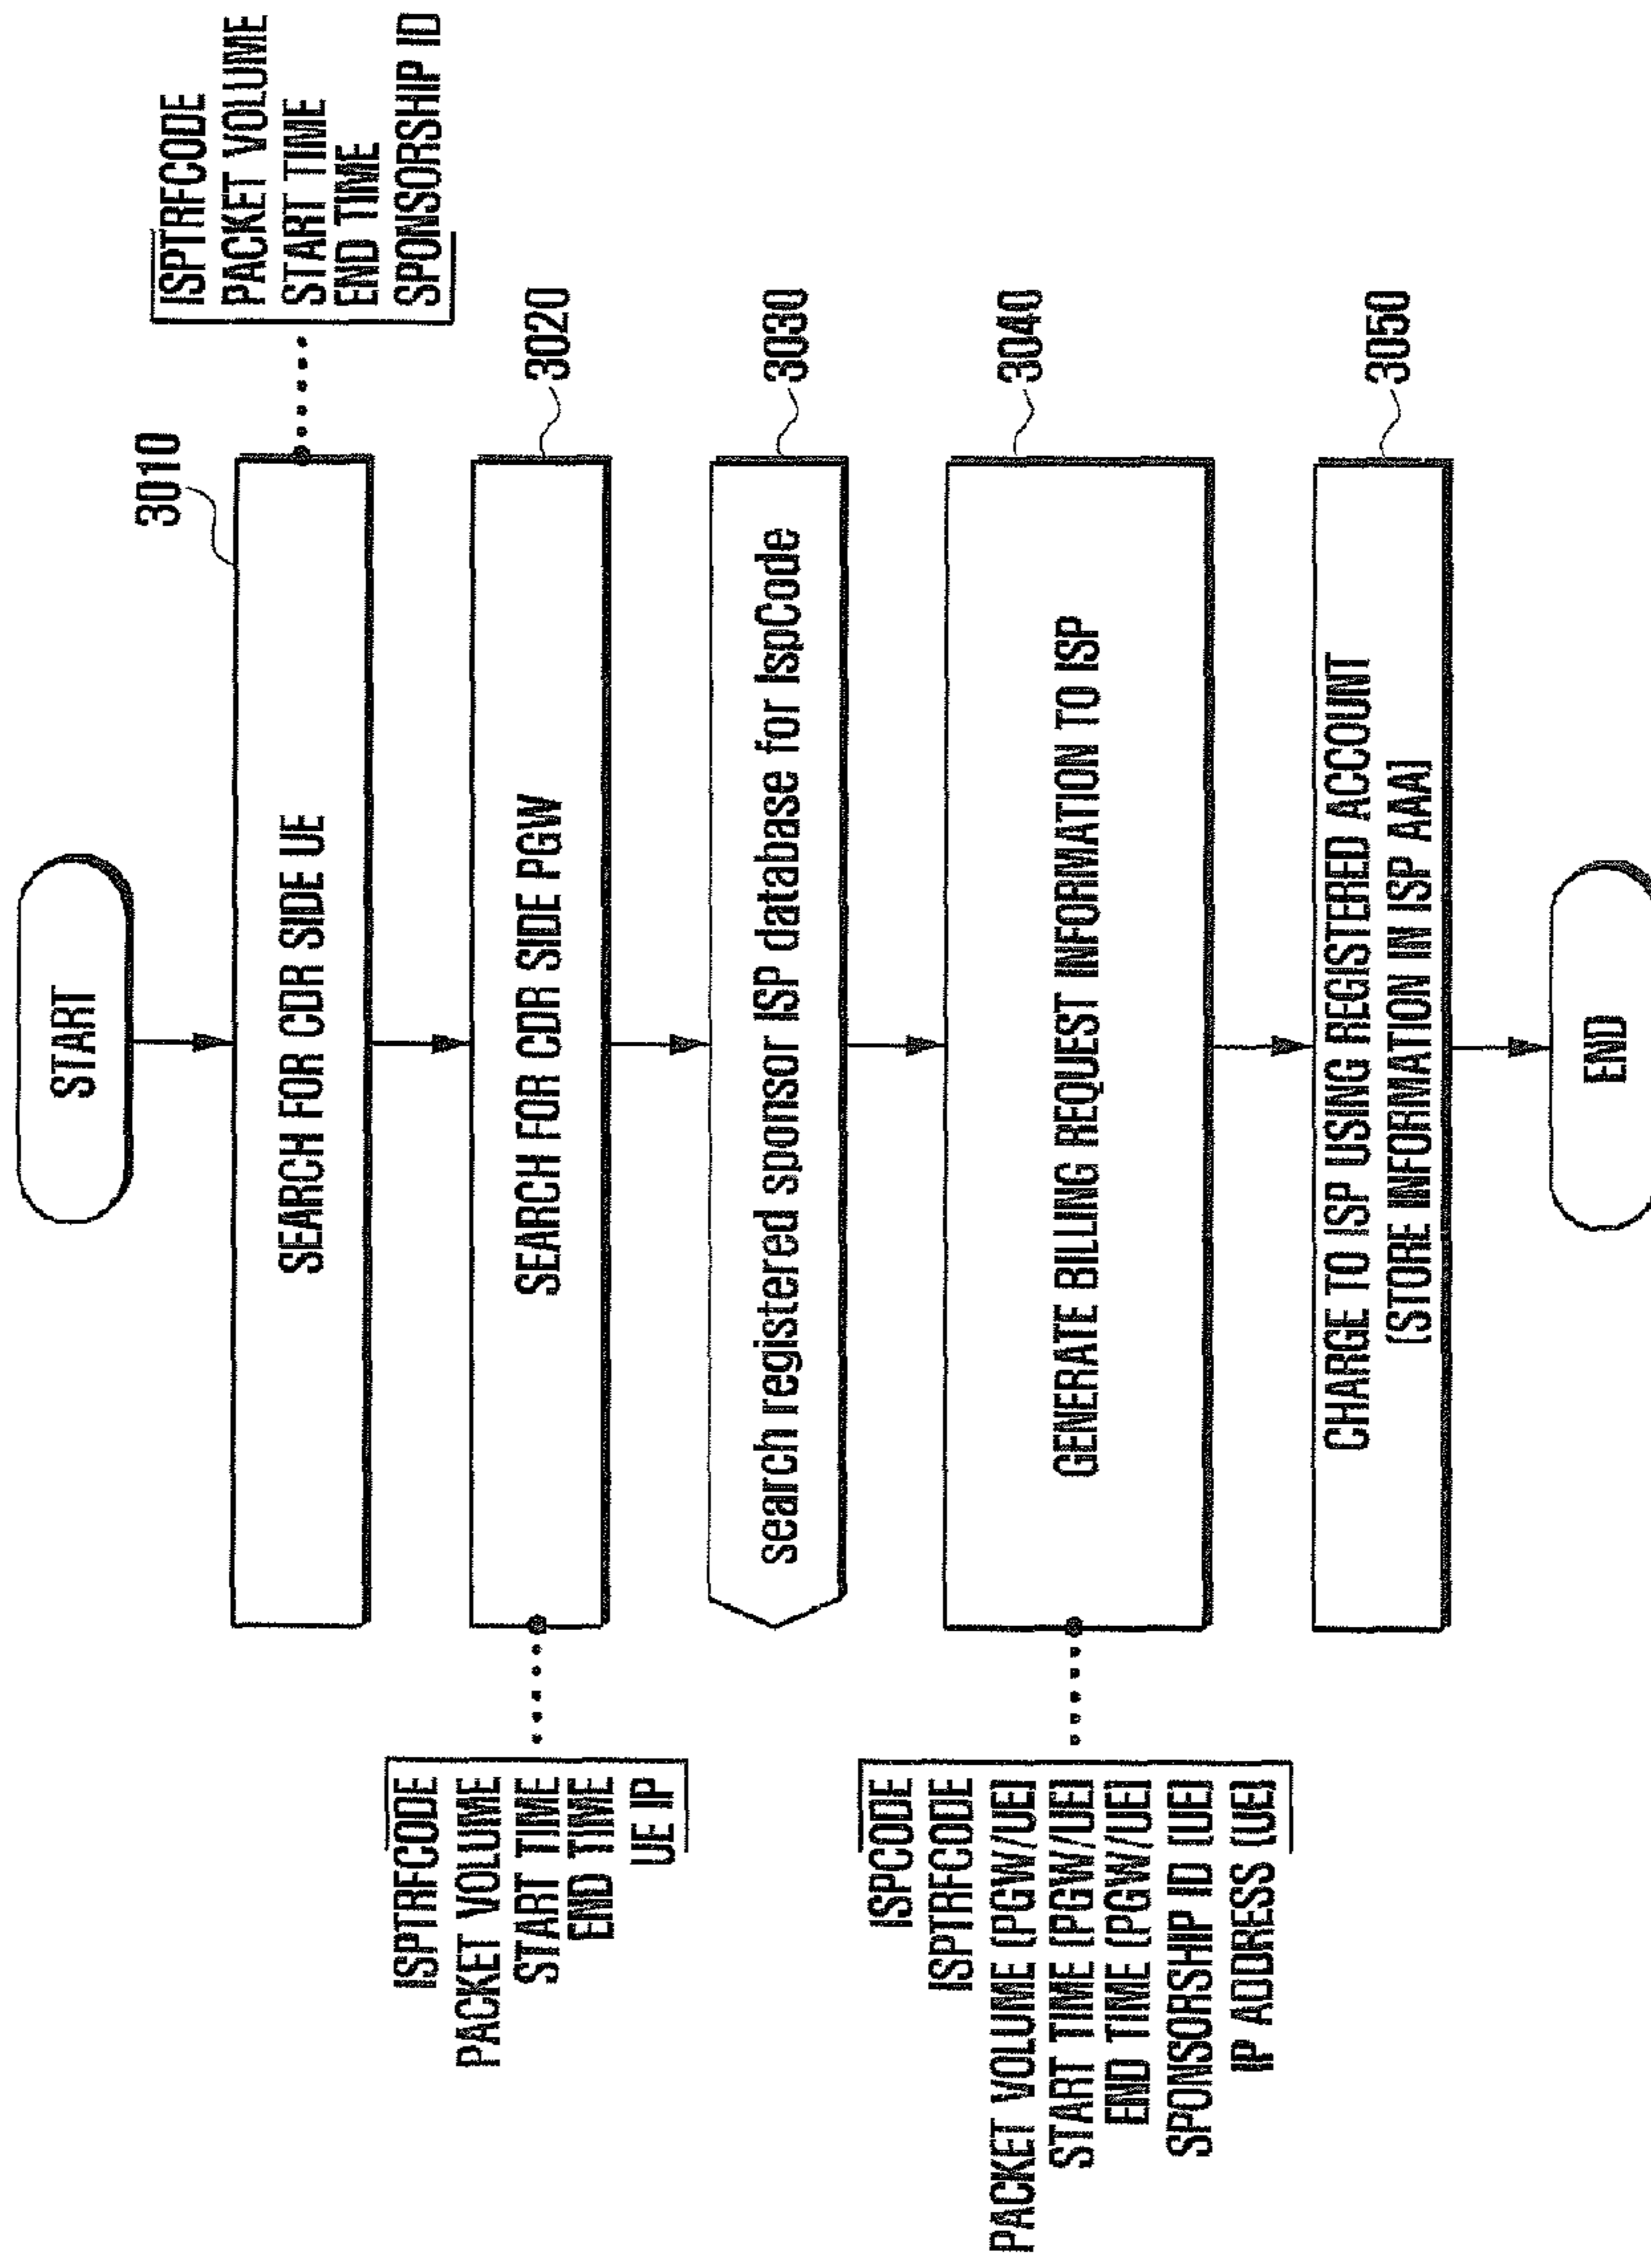 START
3010
ISPTRFCODE
PACKET VOLUME
START TIME
END TIME
SPONSORSHIP ID
SEARCH FOR CDR SIDE UE
3020
SEARCH FOR CDR SIDE PGW
ISPTRFCODE
PACKET VOLUME
START TIME
END TIME
UE IP
3030
search registered sponsor ISP database for IspCode
3040
GENERATE BILLING REQUEST INFORMATION TO ISP
ISPCODE
ISPTRFCODE
PACKET VOLUME (PGW/UE)
START TIME (PGW/UE)
END TIME (PGW/UE)
SPONSORSHIP ID (UE)
IP ADDRESS (UE)
3050
CHARGE TO ISP USING REGISTERED ACCOUNT
(STORE INFORMATION IN ISP AAA)
END